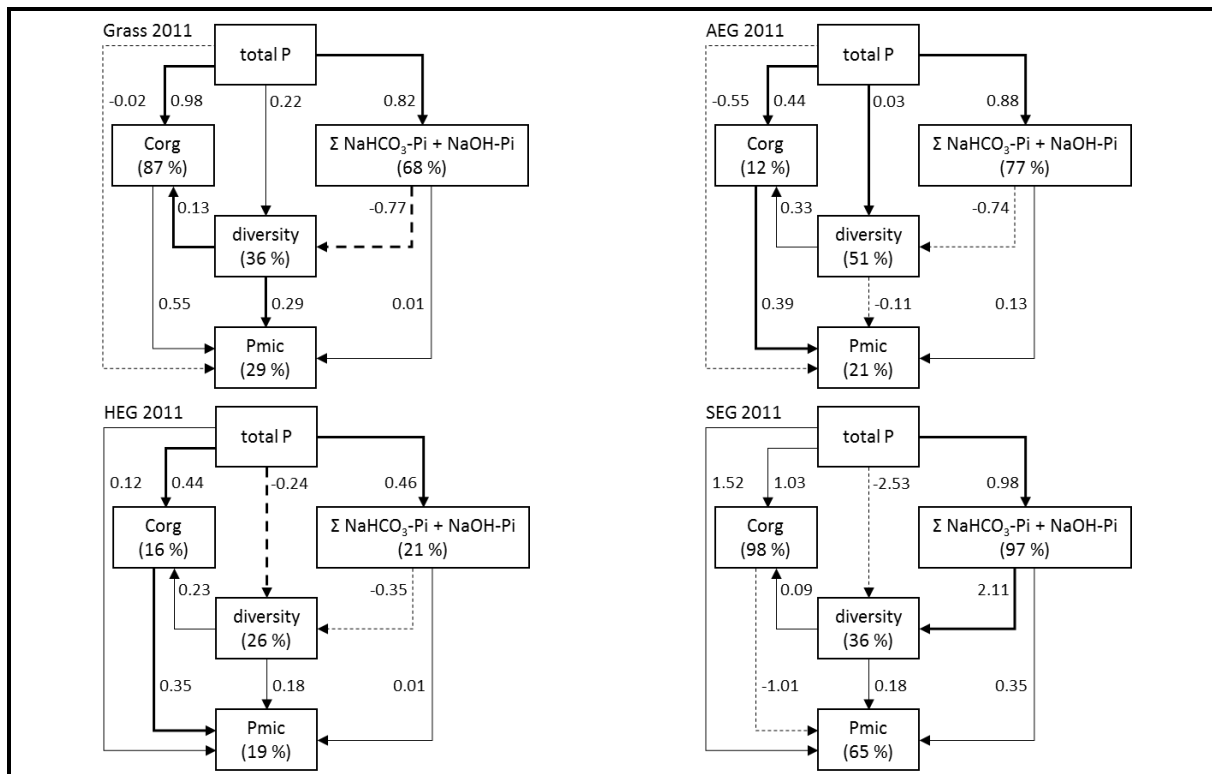 Grass 2011
total P
-0.02
0.98
0.22
0.82
Corg
(87 %)
Σ NaHCO₃-Pi + NaOH-Pi
(68 %)
0.13
-0.77
diversity
(36 %)
0.55
0.29
0.01
Pmic
(29 %)
AEG 2011
total P
-0.55
0.44
0.03
0.88
Corg
(12 %)
Σ NaHCO₃-Pi + NaOH-Pi
(77 %)
0.33
-0.74
diversity
(51 %)
0.39
-0.11
0.13
Pmic
(21 %)
HEG 2011
total P
0.12
0.44
-0.24
0.46
Corg
(16 %)
Σ NaHCO₃-Pi + NaOH-Pi
(21 %)
0.23
-0.35
diversity
(26 %)
0.35
0.18
0.01
Pmic
(19 %)
SEG 2011
total P
1.52
1.03
-2.53
0.98
Corg
(98 %)
Σ NaHCO₃-Pi + NaOH-Pi
(97 %)
0.09
2.11
diversity
(36 %)
-1.01
0.18
0.35
Pmic
(65 %)